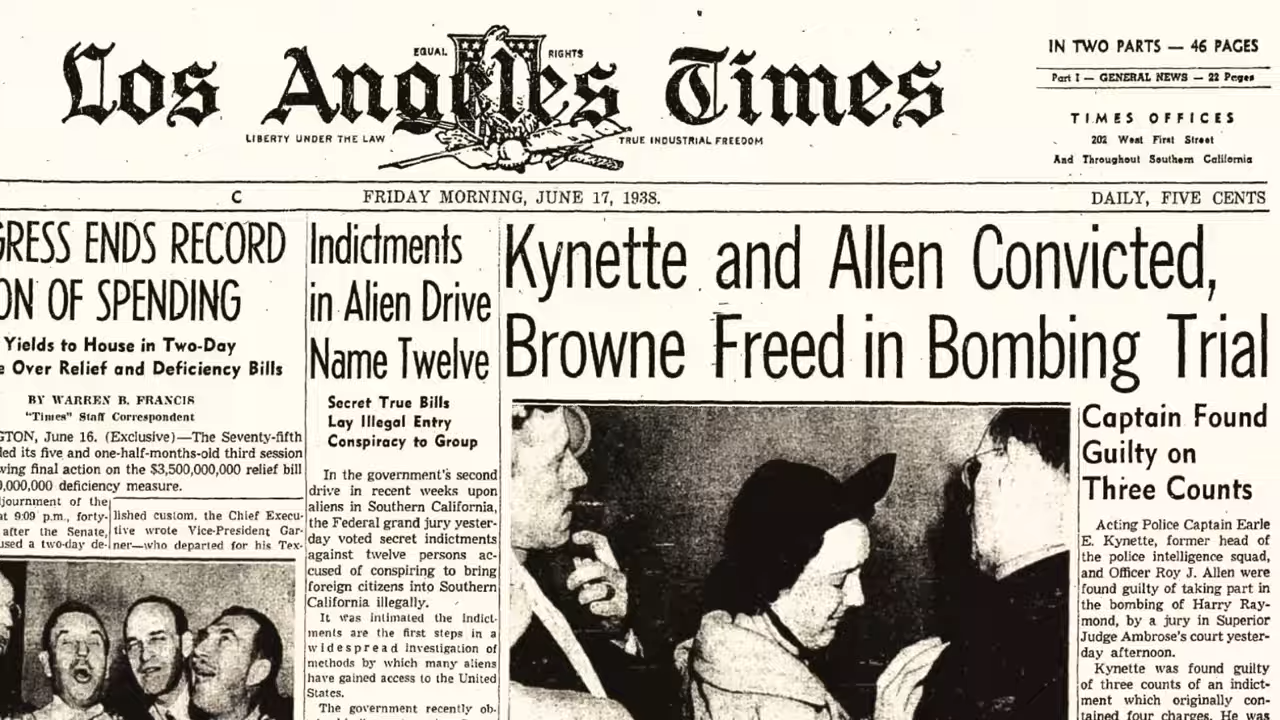 EQUAL RIGHTS
Los Angeles Times
LIBERTY UNDER THE LAW TRUE INDUSTRIAL FREEDOM
IN TWO PARTS — 46 PAGES
Part I — GENERAL NEWS — 22 Pages
TIMES OFFICES
202 West First Street
And Throughout Southern California
C FRIDAY MORNING, JUNE 17, 1938. DAILY, FIVE CENTS
GRESS ENDS RECORD
ON OF SPENDING
Yields to House in Two-Day
e Over Relief and Deficiency Bills
BY WARREN B. FRANCIS
"Times" Staff Correspondent
GTON, June 16. (Exclusive)—The Seventy-fifth
ded its five and one-half-months-old third session
wing final action on the $3,500,000,000 relief bill
0,000,000 deficiency measure.
journment of the
at 9:09 p.m., forty-
after the Senate,
used a two-day de-
lished custom, the Chief Execu-
tive wrote Vice-President Gar-
ner—who departed for his Tex-
Indictments
in Alien Drive
Name Twelve
Secret True Bills
Lay Illegal Entry
Conspiracy to Group
In the government's second
drive in recent weeks upon
aliens in Southern California,
the Federal grand jury yester-
day voted secret indictments
against twelve persons ac-
cused of conspiring to bring
foreign citizens into Southern
California illegally.
It was intimated the indict-
ments are the first steps in a
widespread investigation of
methods by which many aliens
have gained access to the United
States.
The government recently ob-
Kynette and Allen Convicted,
Browne Freed in Bombing Trial
Captain Found
Guilty on
Three Counts
Acting Police Captain Earle
E. Kynette, former head of
the police intelligence squad,
and Officer Roy J. Allen were
found guilty of taking part in
the bombing of Harry Ray-
mond, by a jury in Superior
Judge Ambrose's court yester-
day afternoon.
Kynette was found guilty
of three counts of an indict-
ment which originally con-
tained four charges. He was